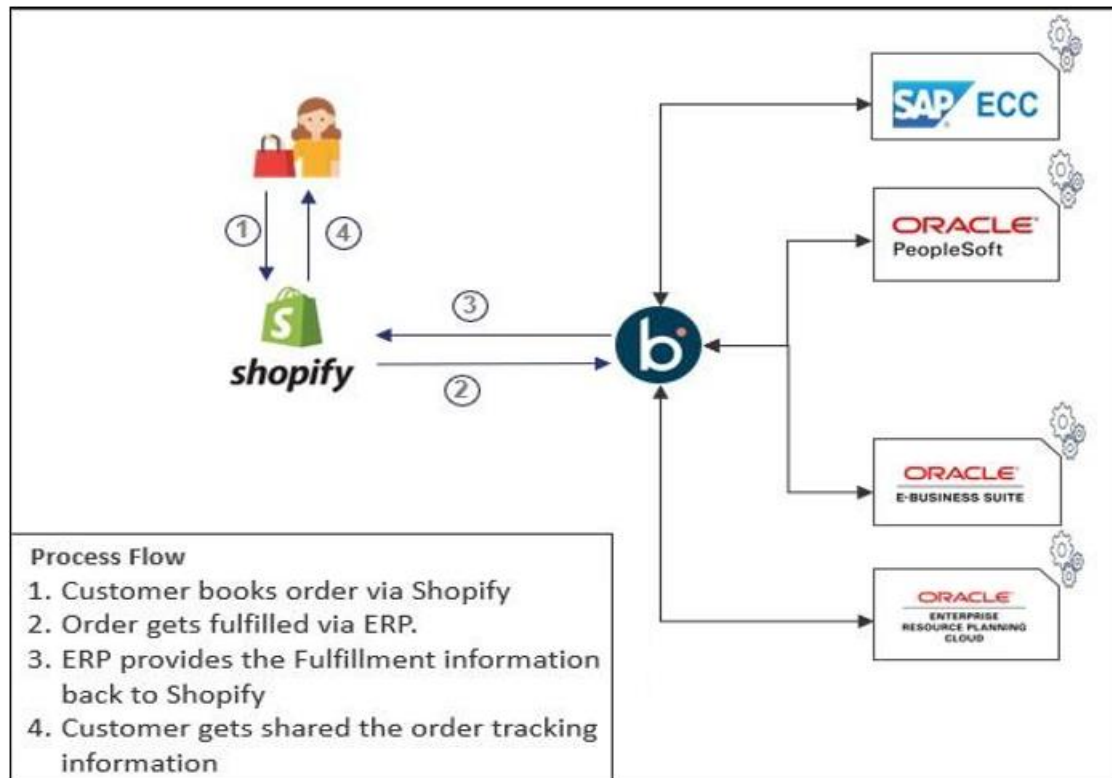 SAP ECC
ORACLE
PeopleSoft
1
4
S
shopify
3
b
2
ORACLE
E-BUSINESS SUITE
ORACLE
ENTERPRISE
RESOURCE PLANNING
CLOUD
Process Flow
1. Customer books order via Shopify
2. Order gets fulfilled via ERP.
3. ERP provides the Fulfillment information
back to Shopify
4. Customer gets shared the order tracking
information